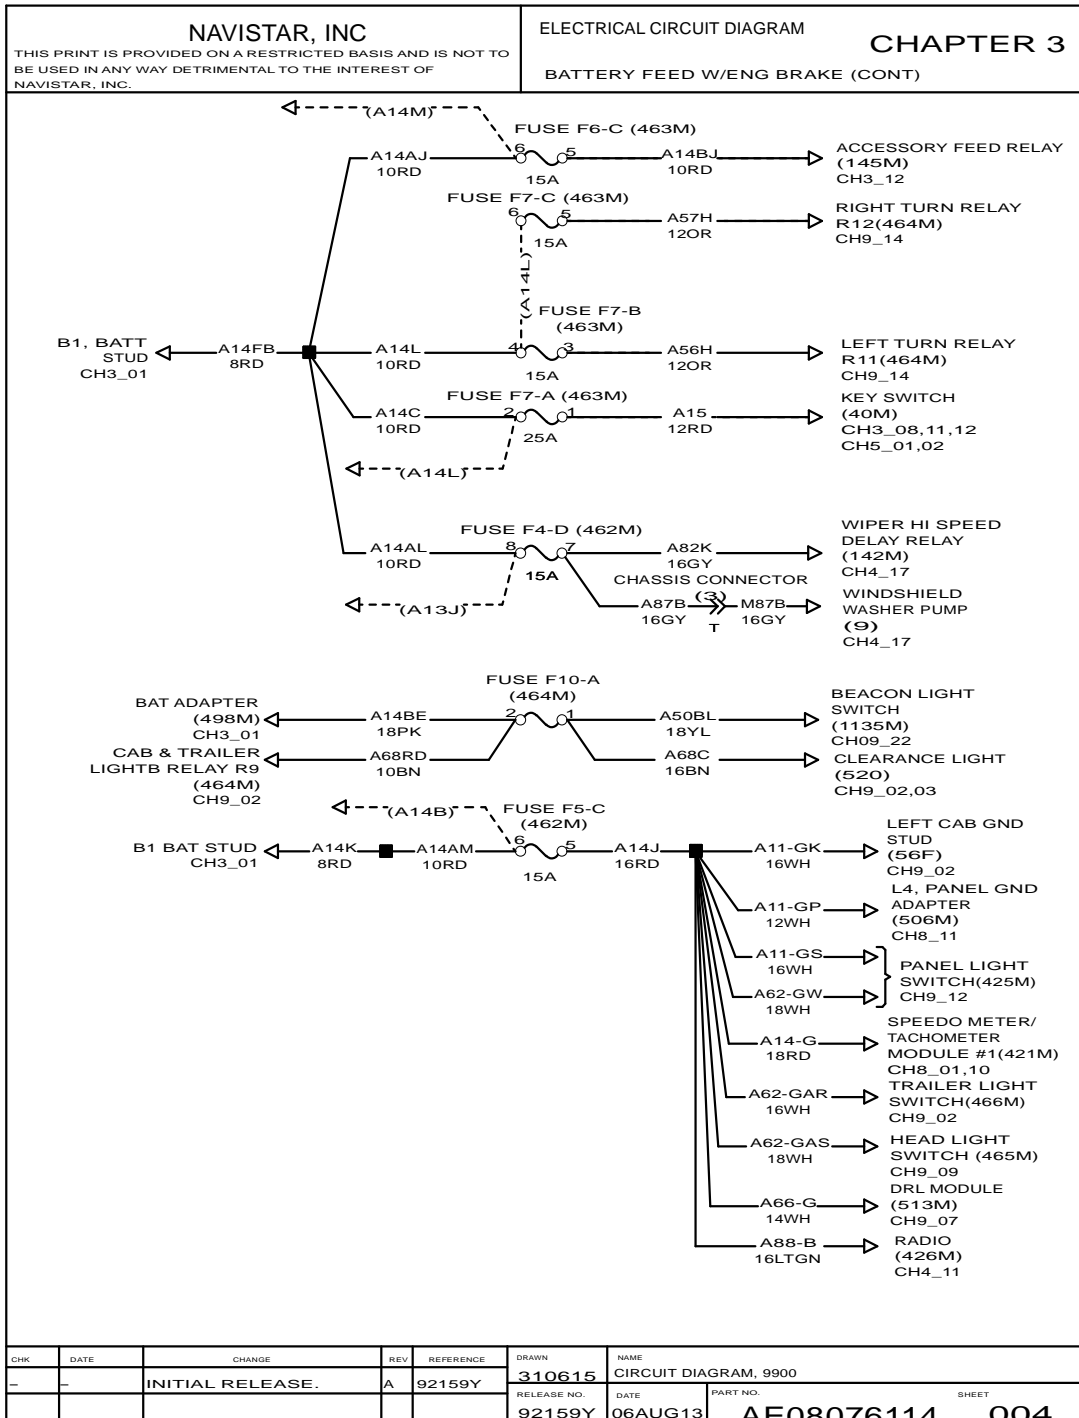 NAVISTAR, INC
THIS PRINT IS PROVIDED ON A RESTRICTED BASIS AND IS NOT TO
BE USED IN ANY WAY DETRIMENTAL TO THE INTEREST OF
NAVISTAR, INC.
ELECTRICAL CIRCUIT DIAGRAM
CHAPTER 3
BATTERY FEED W/ENG BRAKE (CONT)
(A14M)
FUSE F6-C (463M)
A14AJ
10RD
6
5
15A
A14BJ
10RD
ACCESSORY FEED RELAY
(145M)
CH3_12
FUSE F7-C (463M)
6
5
15A
A57H
12OR
RIGHT TURN RELAY
R12(464M)
CH9_14
(A14L)
FUSE F7-B
(463M)
B1, BATT
STUD
CH3_01
A14FB
8RD
A14L
10RD
4
3
15A
A56H
12OR
LEFT TURN RELAY
R11(464M)
CH9_14
FUSE F7-A (463M)
A14C
10RD
2
1
25A
A15
12RD
KEY SWITCH
(40M)
CH3_08,11,12
CH5_01,02
(A14L)
FUSE F4-D (462M)
A14AL
10RD
8
7
15A
A82K
16GY
WIPER HI SPEED
DELAY RELAY
(142M)
CH4_17
(A13J)
CHASSIS CONNECTOR
(3)
A87B
16GY
T
M87B
16GY
WINDSHIELD
WASHER PUMP
(9)
CH4_17
FUSE F10-A
(464M)
BAT ADAPTER
(498M)
CH3_01
A14BE
18PK
2
1
A50BL
18YL
BEACON LIGHT
SWITCH
(1135M)
CH09_22
CAB & TRAILER
LIGHTB RELAY R9
(464M)
CH9_02
A68RD
10BN
A68C
16BN
CLEARANCE LIGHT
(520)
CH9_02,03
(A14B)
FUSE F5-C
(462M)
B1 BAT STUD
CH3_01
A14K
8RD
A14AM
10RD
6
5
15A
A14J
16RD
A11-GK
16WH
LEFT CAB GND
STUD
(56F)
CH9_02
A11-GP
12WH
L4, PANEL GND
ADAPTER
(506M)
CH8_11
A11-GS
16WH
A62-GW
18WH
PANEL LIGHT
SWITCH(425M)
CH9_12
A14-G
18RD
SPEEDO METER/
TACHOMETER
MODULE #1(421M)
CH8_01,10
A62-GAR
16WH
TRAILER LIGHT
SWITCH(466M)
CH9_02
A62-GAS
18WH
HEAD LIGHT
SWITCH (465M)
CH9_09
A66-G
14WH
DRL MODULE
(513M)
CH9_07
A88-B
16LTGN
RADIO
(426M)
CH4_11
CHK DATE CHANGE REV REFERENCE
– – INITIAL RELEASE. A 92159Y
DRAWN
310615
NAME
CIRCUIT DIAGRAM, 9900
RELEASE NO.
92159Y
DATE
06AUG13
PART NO.
AE08076114
SHEET
004